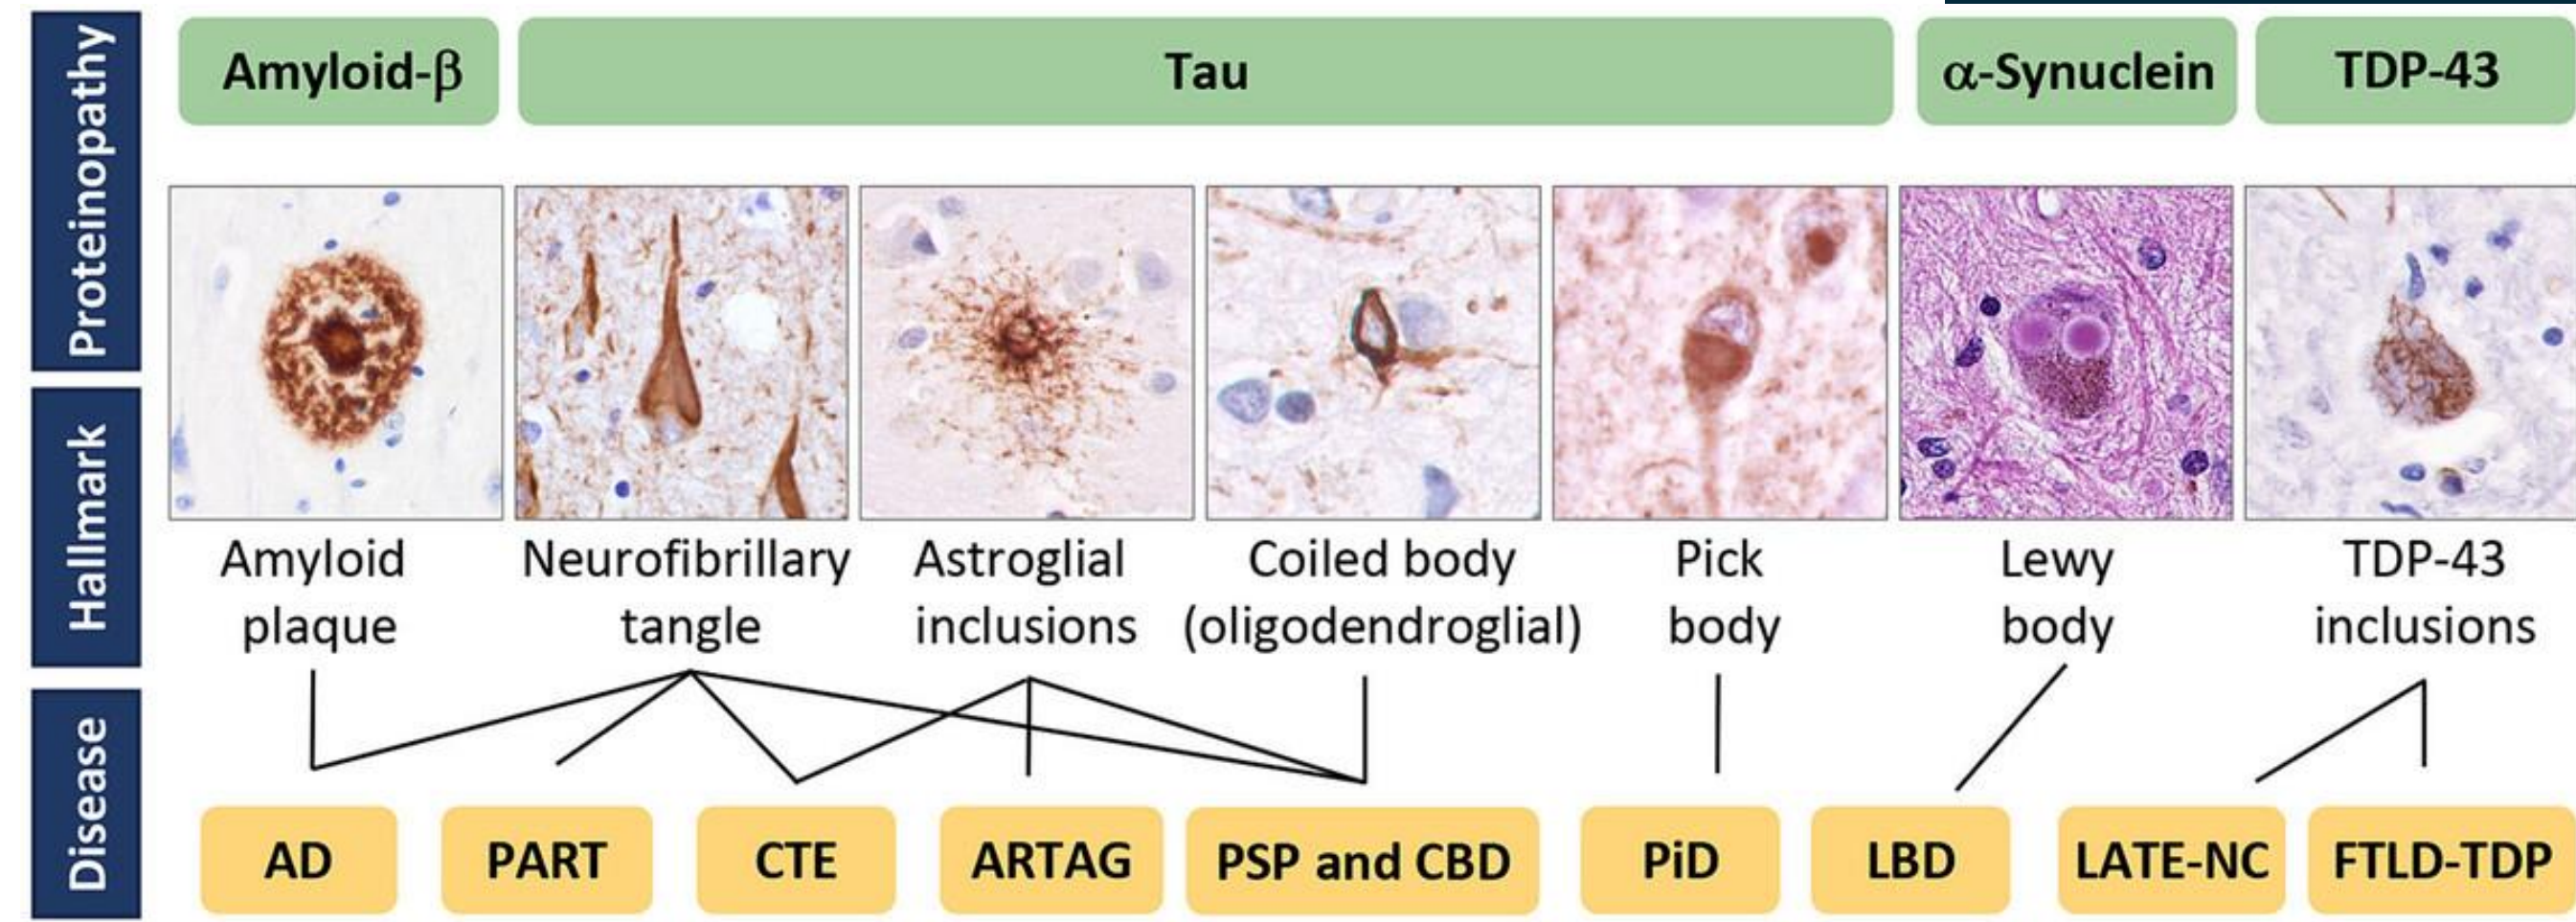 Proteinopathy
Amyloid-β
Tau
α-Synuclein
TDP-43
Hallmark
Amyloid
plaque
Neurofibrillary
tangle
Astroglial
inclusions
Coiled body
(oligodendroglial)
Pick
body
Lewy
body
TDP-43
inclusions
Disease
AD
PART
CTE
ARTAG
PSP and CBD
PiD
LBD
LATE-NC
FTLD-TDP